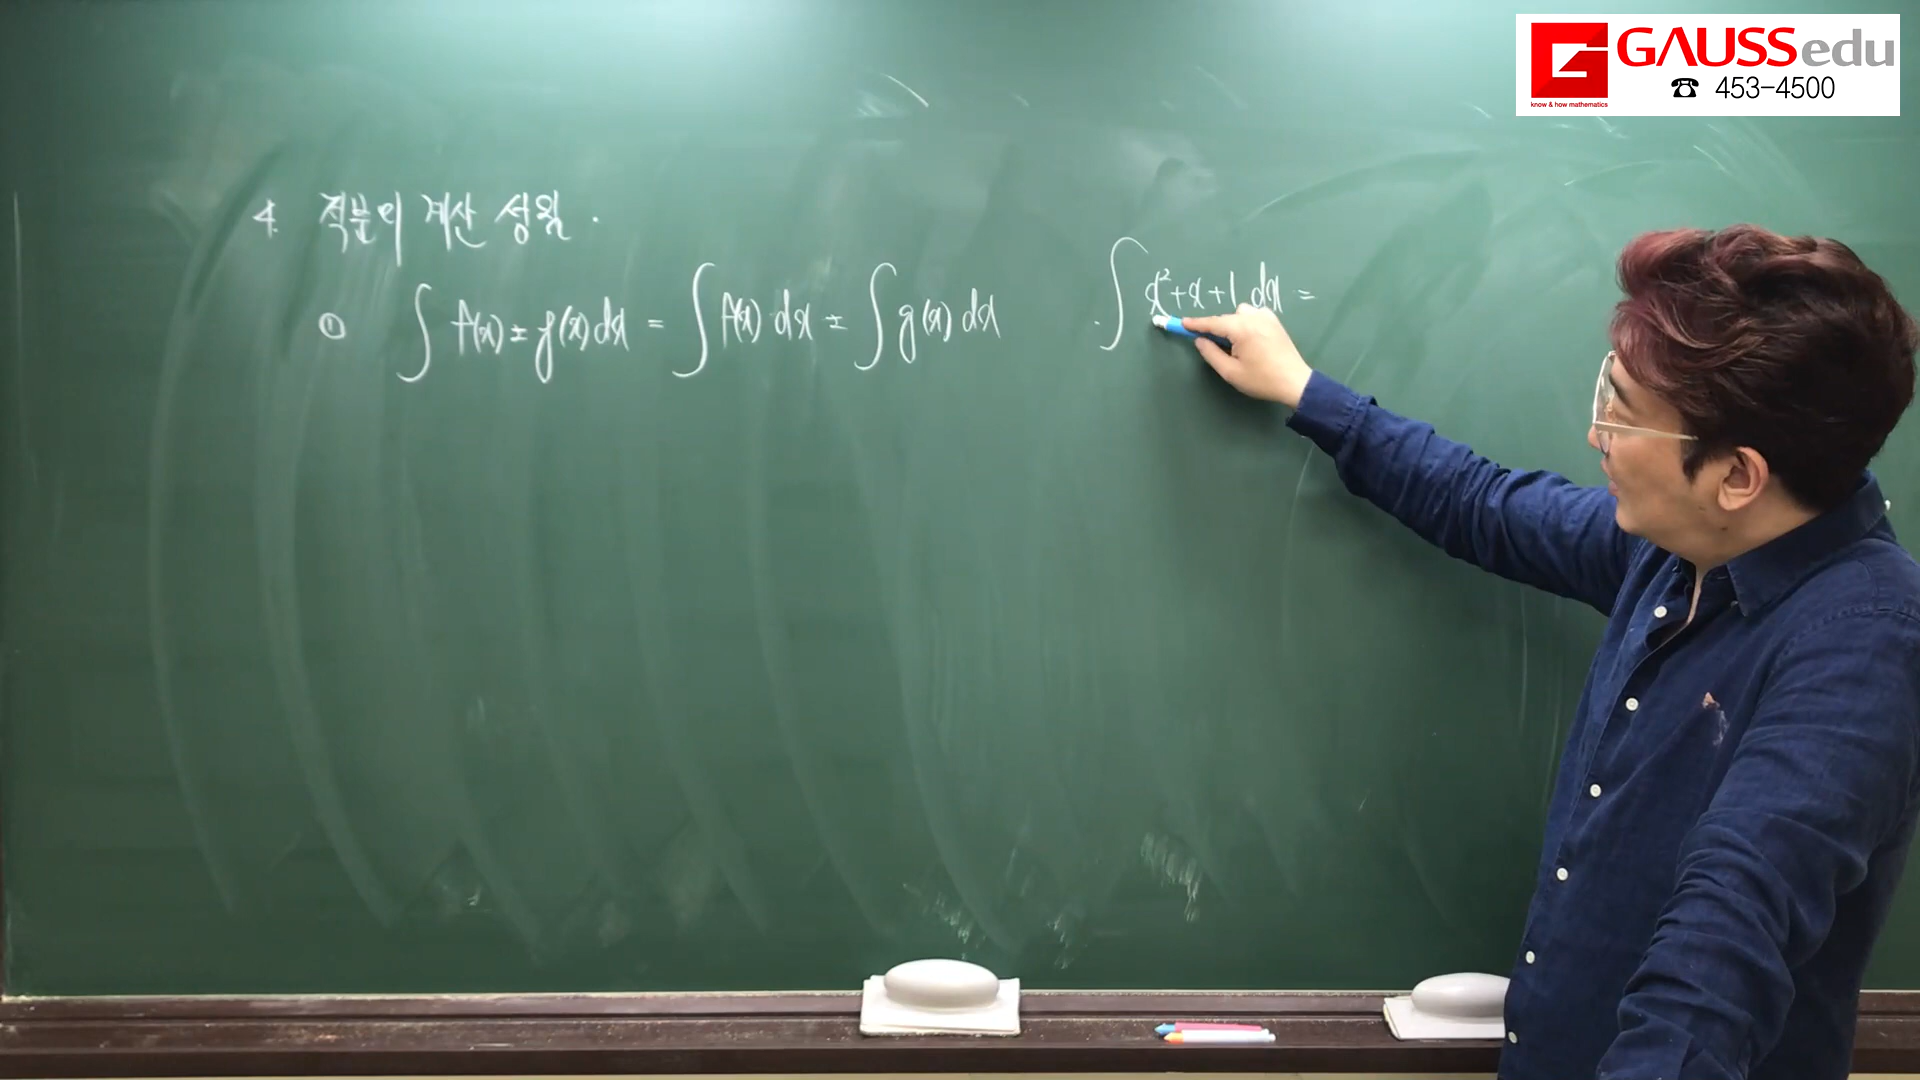 GAUSSedu
know & how mathematics
☎ 453-4500
4. 적분의 계산 성질.
① ∫ f(x) ± g(x) dx = ∫ f(x) dx ± ∫ g(x) dx
∫ x²+x+1 dx =